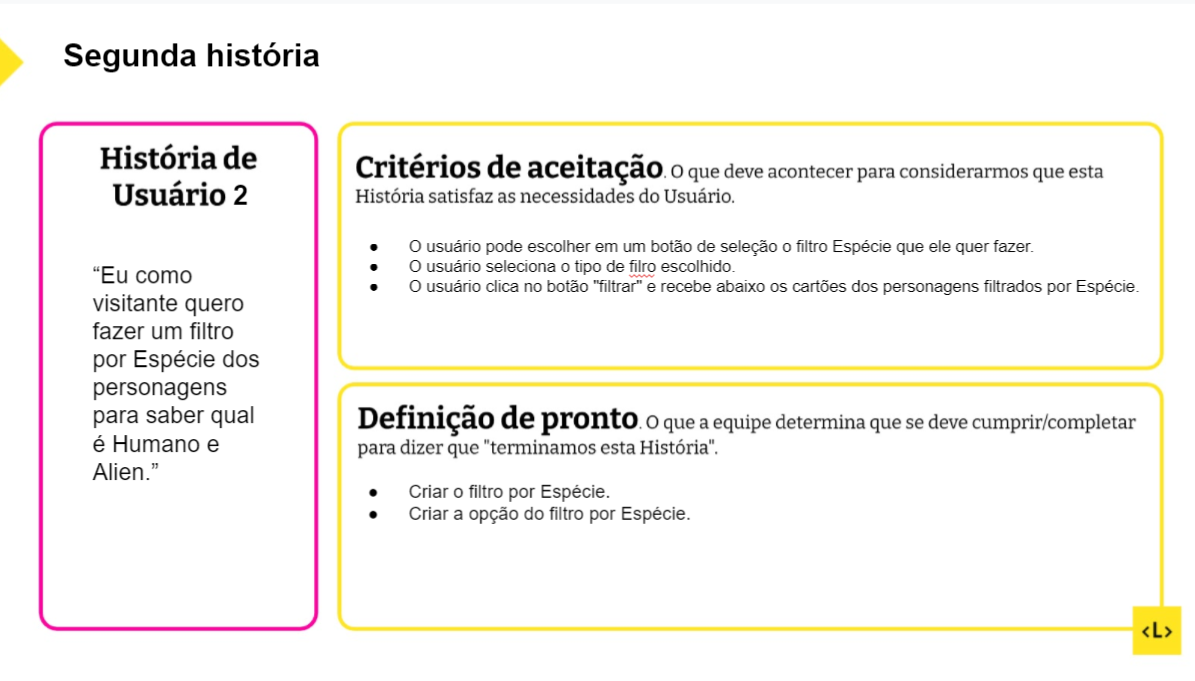 Segunda história
História de
Usuário 2
“Eu como
visitante quero
fazer um filtro
por Espécie dos
personagens
para saber qual
é Humano e
Alien.”
Critérios de aceitação. O que deve acontecer para considerarmos que esta
História satisfaz as necessidades do Usuário.
● O usuário pode escolher em um botão de seleção o filtro Espécie que ele quer fazer.
● O usuário seleciona o tipo de filro escolhido.
● O usuário clica no botão "filtrar" e recebe abaixo os cartões dos personagens filtrados por Espécie.
Definição de pronto. O que a equipe determina que se deve cumprir/completar
para dizer que "terminamos esta História".
● Criar o filtro por Espécie.
● Criar a opção do filtro por Espécie.
<L>